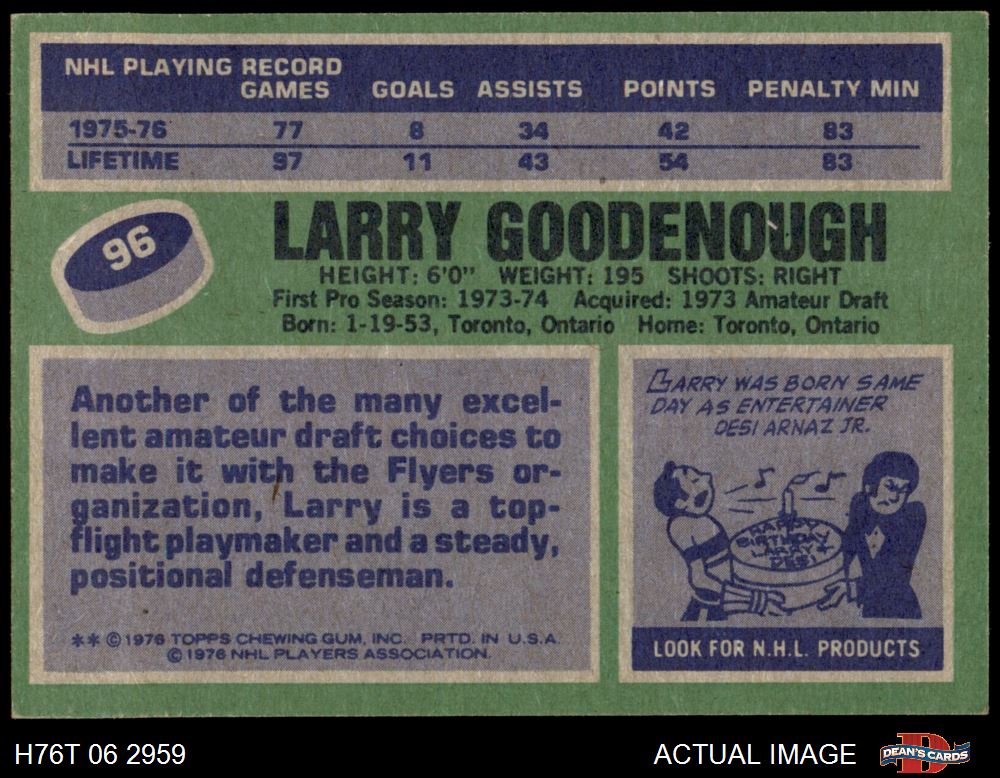 NHL PLAYING RECORD
GAMES GOALS ASSISTS POINTS PENALTY MIN
1975-76 77 8 34 42 83
LIFETIME 97 11 43 54 83
96
LARRY GOODENOUGH
HEIGHT: 6'0" WEIGHT: 195 SHOOTS: RIGHT
First Pro Season: 1973-74 Acquired: 1973 Amateur Draft
Born: 1-19-53, Toronto, Ontario Home: Toronto, Ontario
Another of the many excel-
lent amateur draft choices to
make it with the Flyers or-
ganization, Larry is a top-
flight playmaker and a steady,
positional defenseman.
** © 1976 TOPPS CHEWING GUM, INC. PRTD. IN U.S.A.
© 1976 NHL PLAYERS ASSOCIATION.
LARRY WAS BORN SAME
DAY AS ENTERTAINER
DESI ARNAZ JR.
HAPPY
BIRTHDAY
LARRY *
DESI
LOOK FOR N.H.L. PRODUCTS
H76T 06 2959
ACTUAL IMAGE
D
DEAN'S CARDS